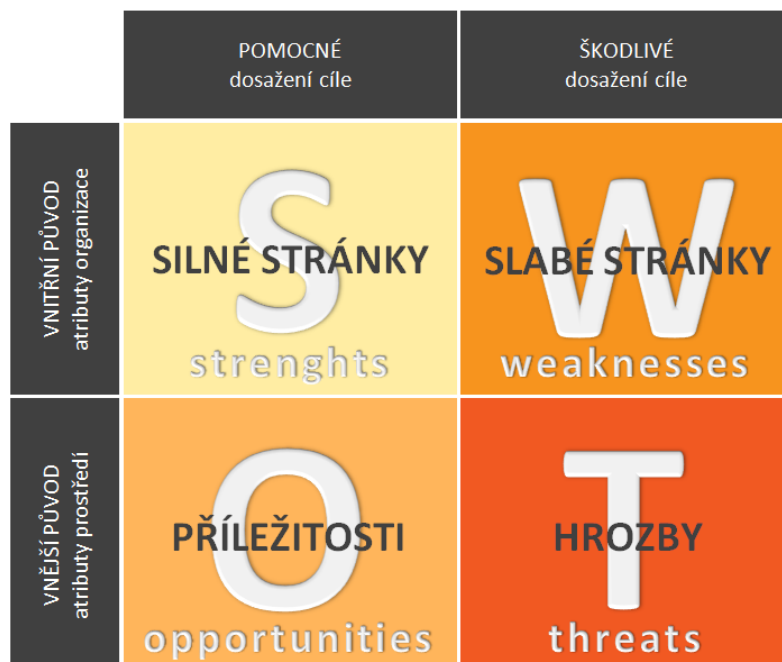 POMOCNÉ
dosažení cíle
ŠKODLIVÉ
dosažení cíle
VNITŘNÍ PŮVOD
atributy organizace
S
SILNÉ STRÁNKY
strenghts
W
SLABÉ STRÁNKY
weaknesses
VNĚJŠÍ PŮVOD
atributy prostředí
O
PŘÍLEŽITOSTI
opportunities
T
HROZBY
threats